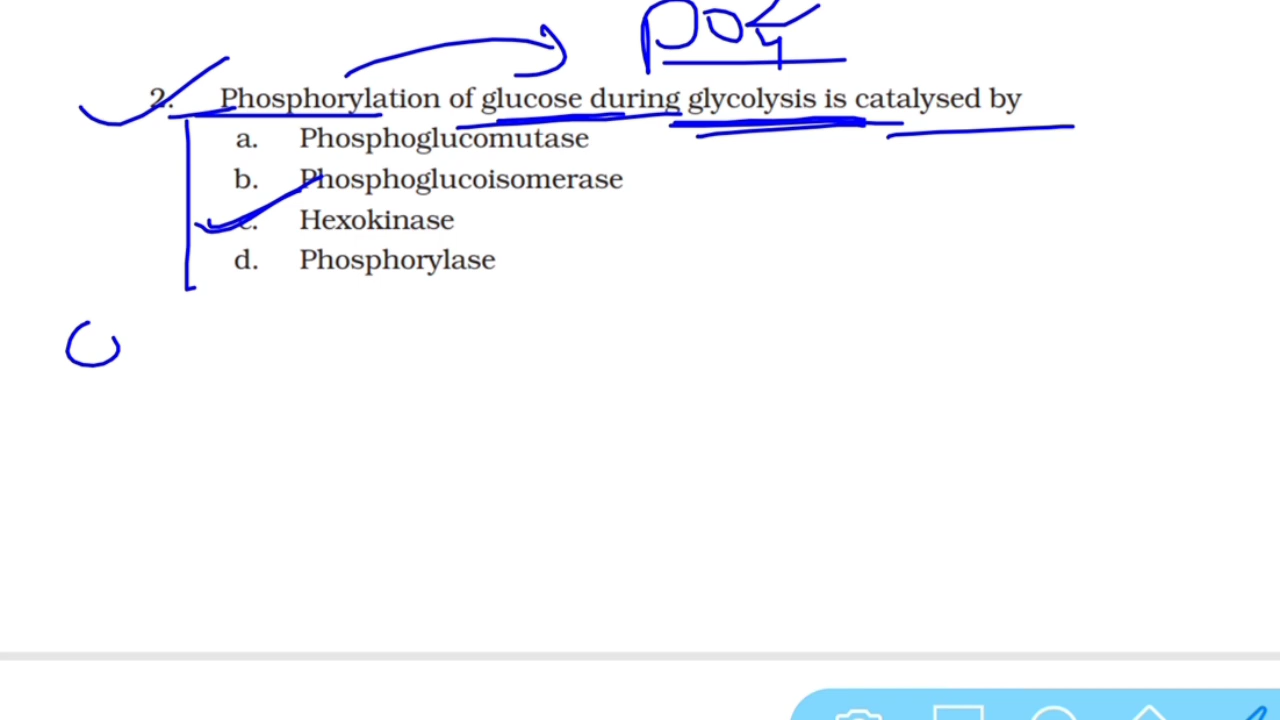 PO4
2. Phosphorylation of glucose during glycolysis is catalysed by
a. Phosphoglucomutase
b. Phosphoglucoisomerase
c. Hexokinase
d. Phosphorylase